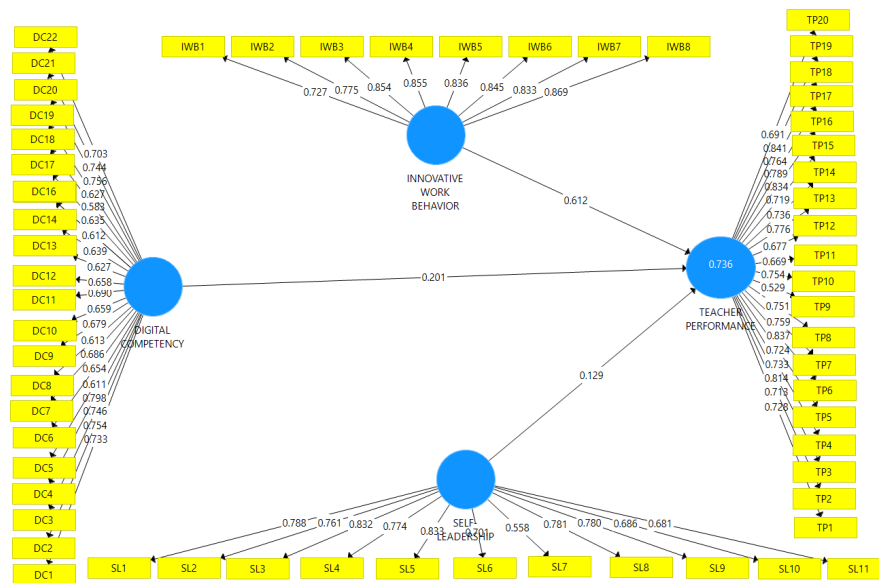 DC22
DC21
DC20
DC19
DC18
DC17
DC16
DC14
DC13
DC12
DC11
DC10
DC9
DC8
DC7
DC6
DC5
DC4
DC3
DC2
DC1
0.703
0.744
0.756
0.627
0.583
0.635
0.612
0.639
0.627
0.658
0.690
0.659
0.679
0.613
0.686
0.654
0.611
0.798
0.746
0.754
0.733
DIGITAL
COMPETENCY
IWB1 IWB2 IWB3 IWB4 IWB5 IWB6 IWB7 IWB8
0.727 0.775 0.854 0.855 0.836 0.845 0.833 0.869
INNOVATIVE
WORK
BEHAVIOR
0.612
0.201
0.129
0.736
TEACHER
PERFORMANCE
SELF-
LEADERSHIP
0.788 0.761 0.832 0.774 0.833 0.701 0.558 0.781 0.780 0.686 0.681
SL1 SL2 SL3 SL4 SL5 SL6 SL7 SL8 SL9 SL10 SL11
0.691
0.841
0.764
0.789
0.834
0.719
0.736
0.776
0.677
0.669
0.754
0.529
0.751
0.759
0.837
0.724
0.733
0.814
0.713
0.728
TP20
TP19
TP18
TP17
TP16
TP15
TP14
TP13
TP12
TP11
TP10
TP9
TP8
TP7
TP6
TP5
TP4
TP3
TP2
TP1